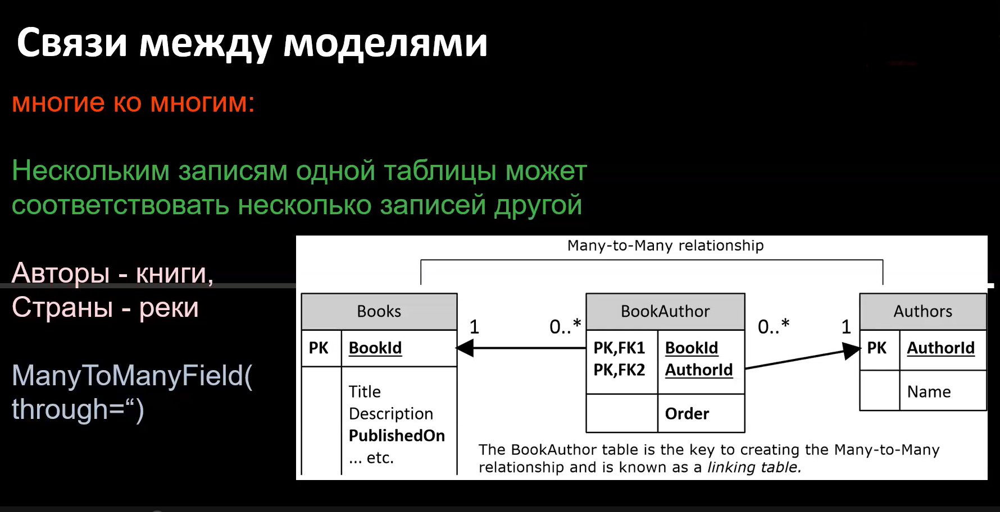 Связи между моделями
многие ко многим:
Нескольким записям одной таблицы может
соответствовать несколько записей другой
Авторы - книги,
Страны - реки
ManyToManyField(
through=“)
Many-to-Many relationship
Books
1
0..*
BookAuthor
0..*
1
Authors
PK
BookId
PK,FK1
BookId
PK,FK2
AuthorId
PK
AuthorId
Title
Description
PublishedOn
... etc.
Order
Name
The BookAuthor table is the key to creating the Many-to-Many
relationship and is known as a linking table.